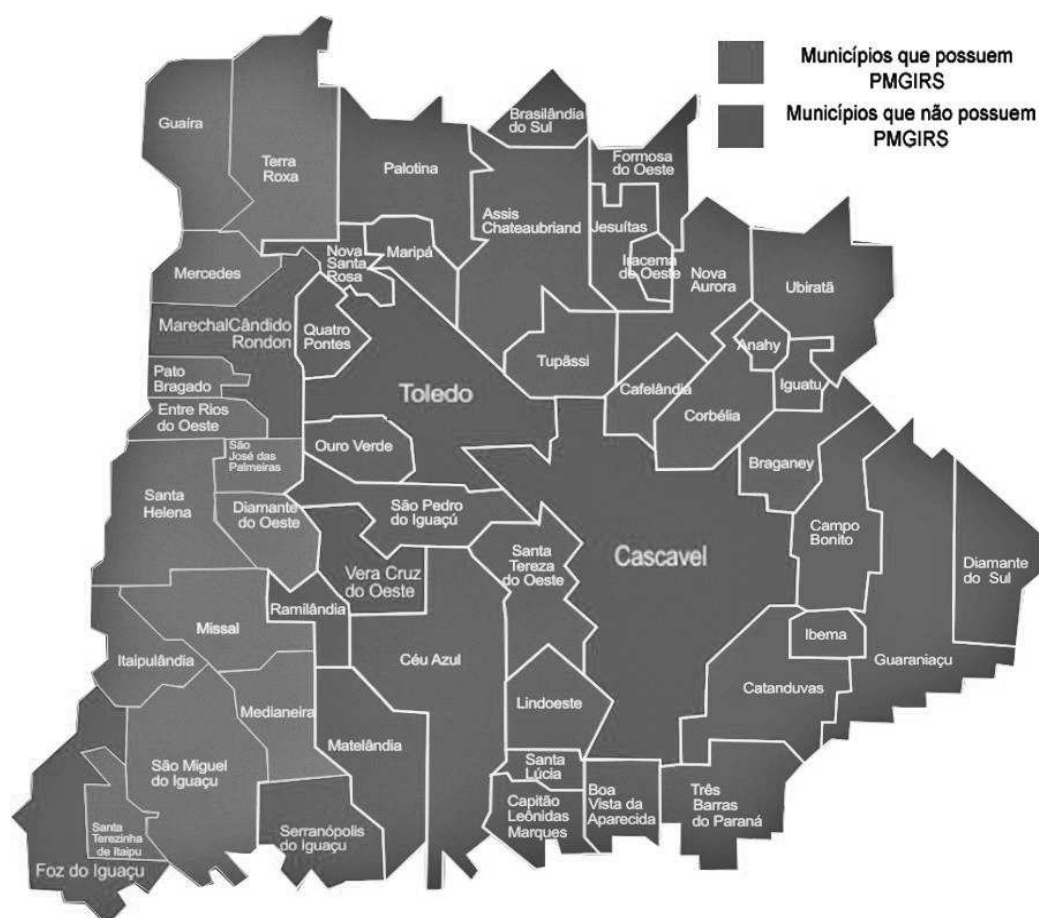 Municípios que possuem
PMGIRS
Municípios que não possuem
PMGIRS
Guaíra
Terra
Roxa
Palotina
Brasilândia
do Sul
Formosa
do Oeste
Assis
Chateaubriand
Jesuítas
Iracema
de Oeste
Nova
Aurora
Ubiratã
Mercedes
Nova
Santa
Rosa
Maripá
MarechalCândido
Rondon
Quatro
Pontes
Tupãssi
Anahy
Iguatu
Cafelândia
Corbélia
Pato
Bragado
Toledo
Entre Rios
do Oeste
Ouro Verde
São
José das
Palmeiras
Braganey
Santa
Helena
Diamante
do Oeste
São Pedro
do Iguaçú
Campo
Bonito
Vera Cruz
do Oeste
Santa
Tereza
do Oeste
Cascavel
Diamante
do Sul
Ramilândia
Missal
Ibema
Itaipulândia
Céu Azul
Guaraniaçu
Medianeira
Lindoeste
Catanduvas
Matelândia
São Miguel
do Iguaçu
Santa
Lúcia
Boa
Vista da
Aparecida
Três
Barras
do Paraná
Capitão
Leônidas
Marques
Santa
Terezinha
de Itaipu
Serranópolis
do Iguaçu
Foz do Iguaçu